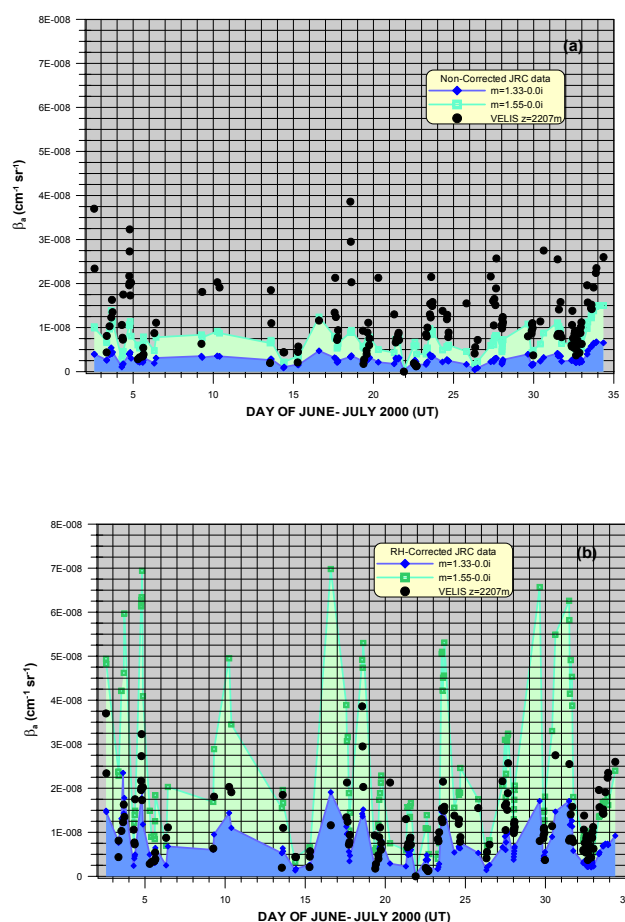 8E-008
(a)
7E-008
Non-Corrected JRC data
m=1.33-0.0i
m=1.55-0.0i
VELIS z=2207m
6E-008
5E-008
4E-008
3E-008
2E-008
1E-008
0
βa (cm-1 sr-1)
5 10 15 20 25 30 35
DAY OF JUNE- JULY 2000 (UT)
8E-008
(b)
RH-Corrected JRC data
m=1.33-0.0i
m=1.55-0.0i
VELIS z=2207m
7E-008
6E-008
5E-008
4E-008
3E-008
2E-008
1E-008
0
βa (cm-1 sr-1)
0 5 10 15 20 25 30 35
DAY OF JUNE- JULY 2000 (UT)